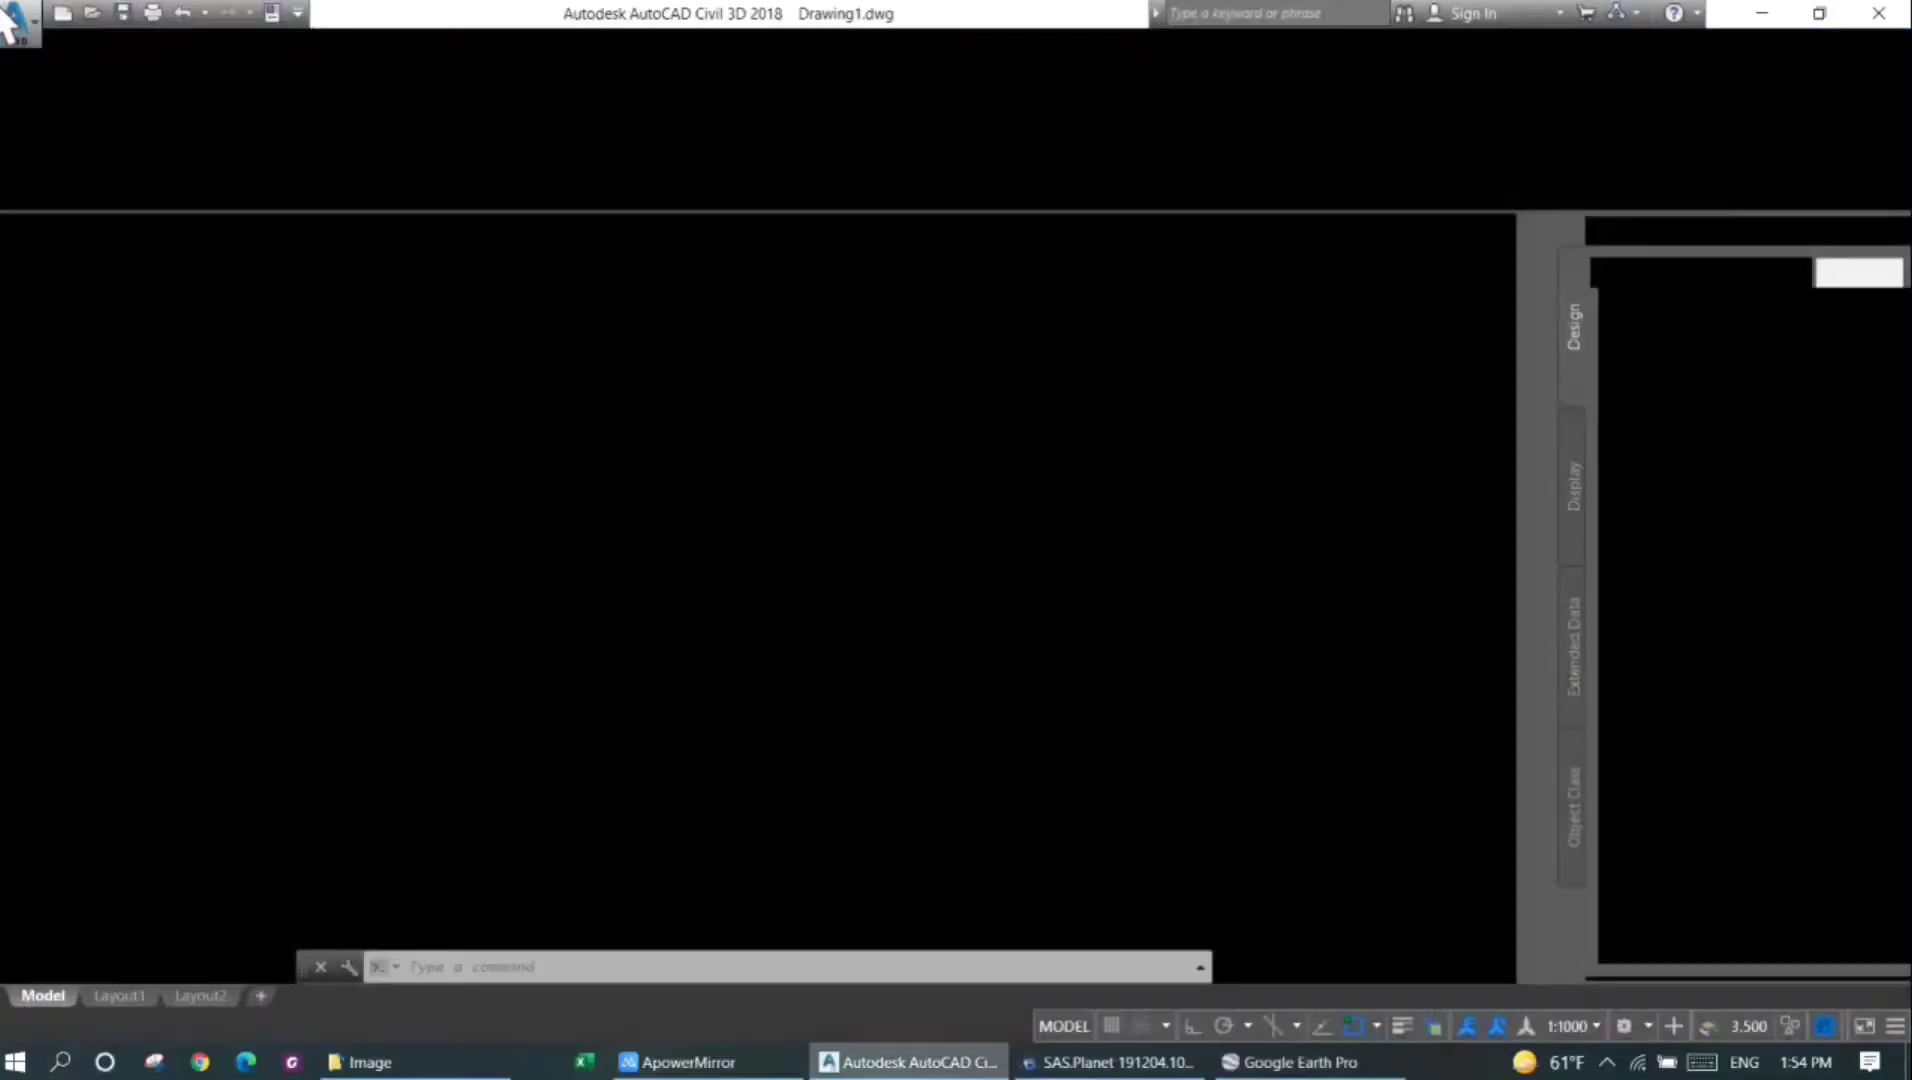 Autodesk AutoCAD Civil 3D 2018 Drawing1.dwg
Type a keyword or phrase
Sign In
Design
Display
Extended Data
Object Class
Type a command
Model Layout1 Layout2
MODEL 1:1000 3.500
Image ApowerMirror Autodesk AutoCAD Ci... SAS.Planet 191204.10... Google Earth Pro 61°F ENG 1:54 PM